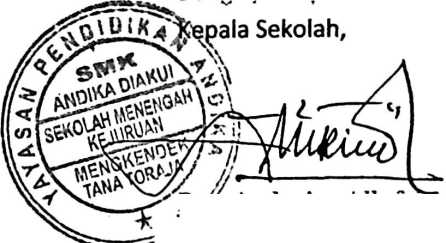 Kepala Sekolah,
YAYASAN PENDIDIKAN ANDIKA
SMK
ANDIKA DIAKUI
SEKOLAH MENENGAH
KEJURUAN
MENGKENDEK
TANA TORAJA